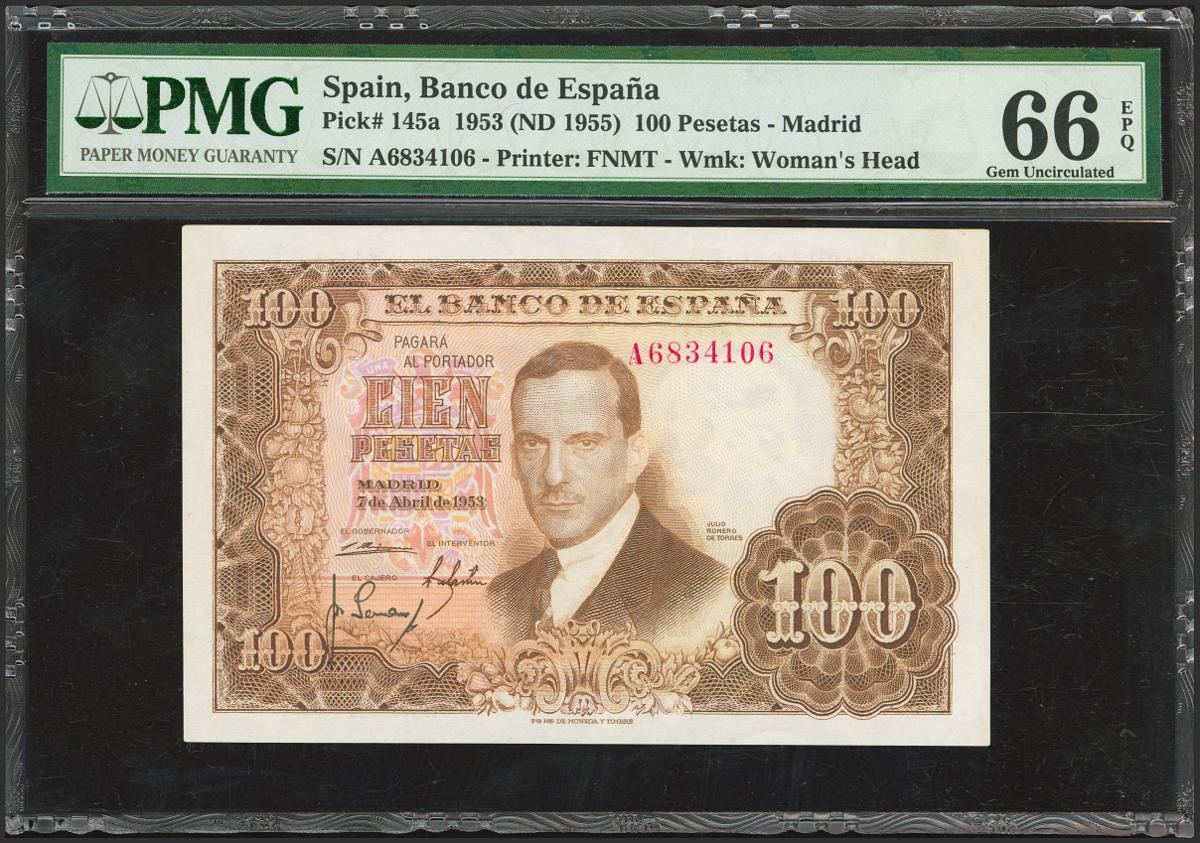 PMG
PAPER MONEY GUARANTY
Spain, Banco de España
Pick# 145a 1953 (ND 1955) 100 Pesetas - Madrid
S/N A6834106 - Printer: FNMT - Wmk: Woman's Head
66
EPQ
Gem Uncirculated
100
EL BANCO DE ESPAÑA
100
PAGARÁ
AL PORTADOR
A6834106
UNA
CIEN
PESETAS
MADRID
7 de Abril de 1953
EL GOBERNADOR
EL INTERVENTOR
JULIO
ROMERO
DE TORRES
EL CAJERO
100
100
DE MONEDA Y TIMBRE